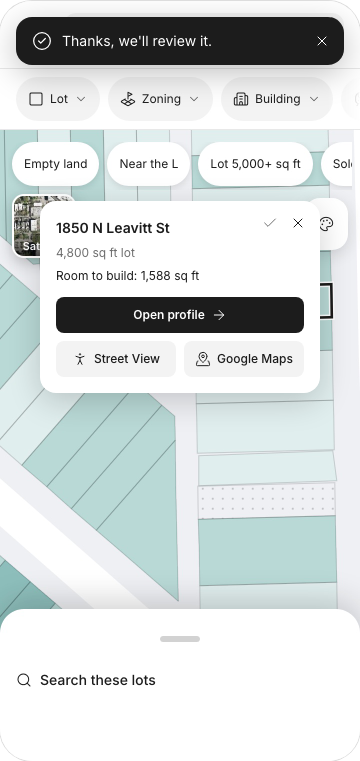 Thanks, we'll review it.
Lot
Zoning
Building
Empty land
Near the L
Lot 5,000+ sq ft
Sat
1850 N Leavitt St
4,800 sq ft lot
Room to build: 1,588 sq ft
Open profile
Street View
Google Maps
Search these lots